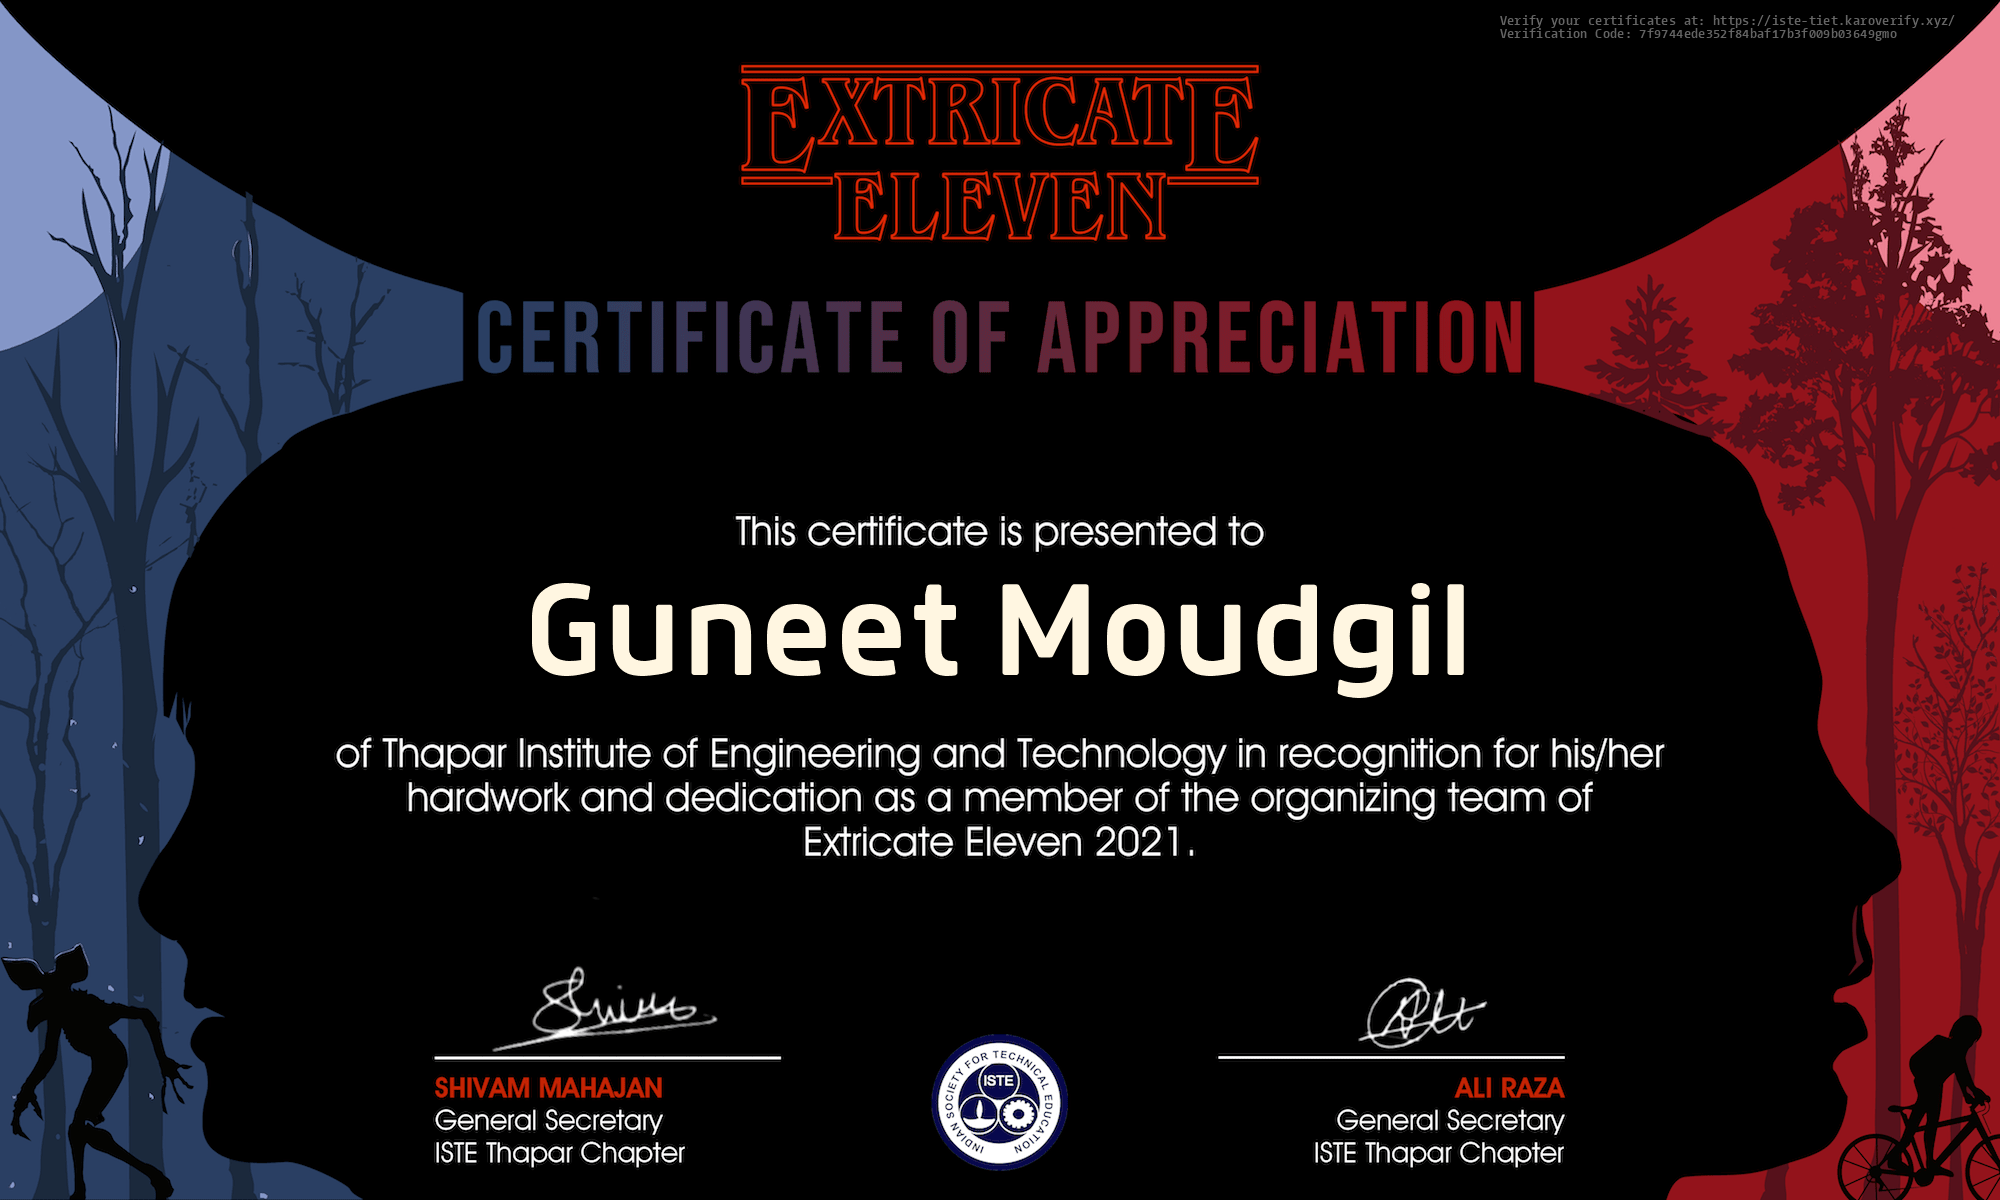 Verify your certificates at: https://iste-tiet.karoverify.xyz/
Verification Code: 7f9744ede352f84baf17b3f009b03649gmo
EXTRICATE
ELEVEN
CERTIFICATE OF APPRECIATION
This certificate is presented to
Guneet Moudgil
of Thapar Institute of Engineering and Technology in recognition for his/her
hardwork and dedication as a member of the organizing team of
Extricate Eleven 2021.
SHIVAM MAHAJAN
General Secretary
ISTE Thapar Chapter
INDIAN SOCIETY FOR TECHNICAL EDUCATION
ISTE
ALI RAZA
General Secretary
ISTE Thapar Chapter